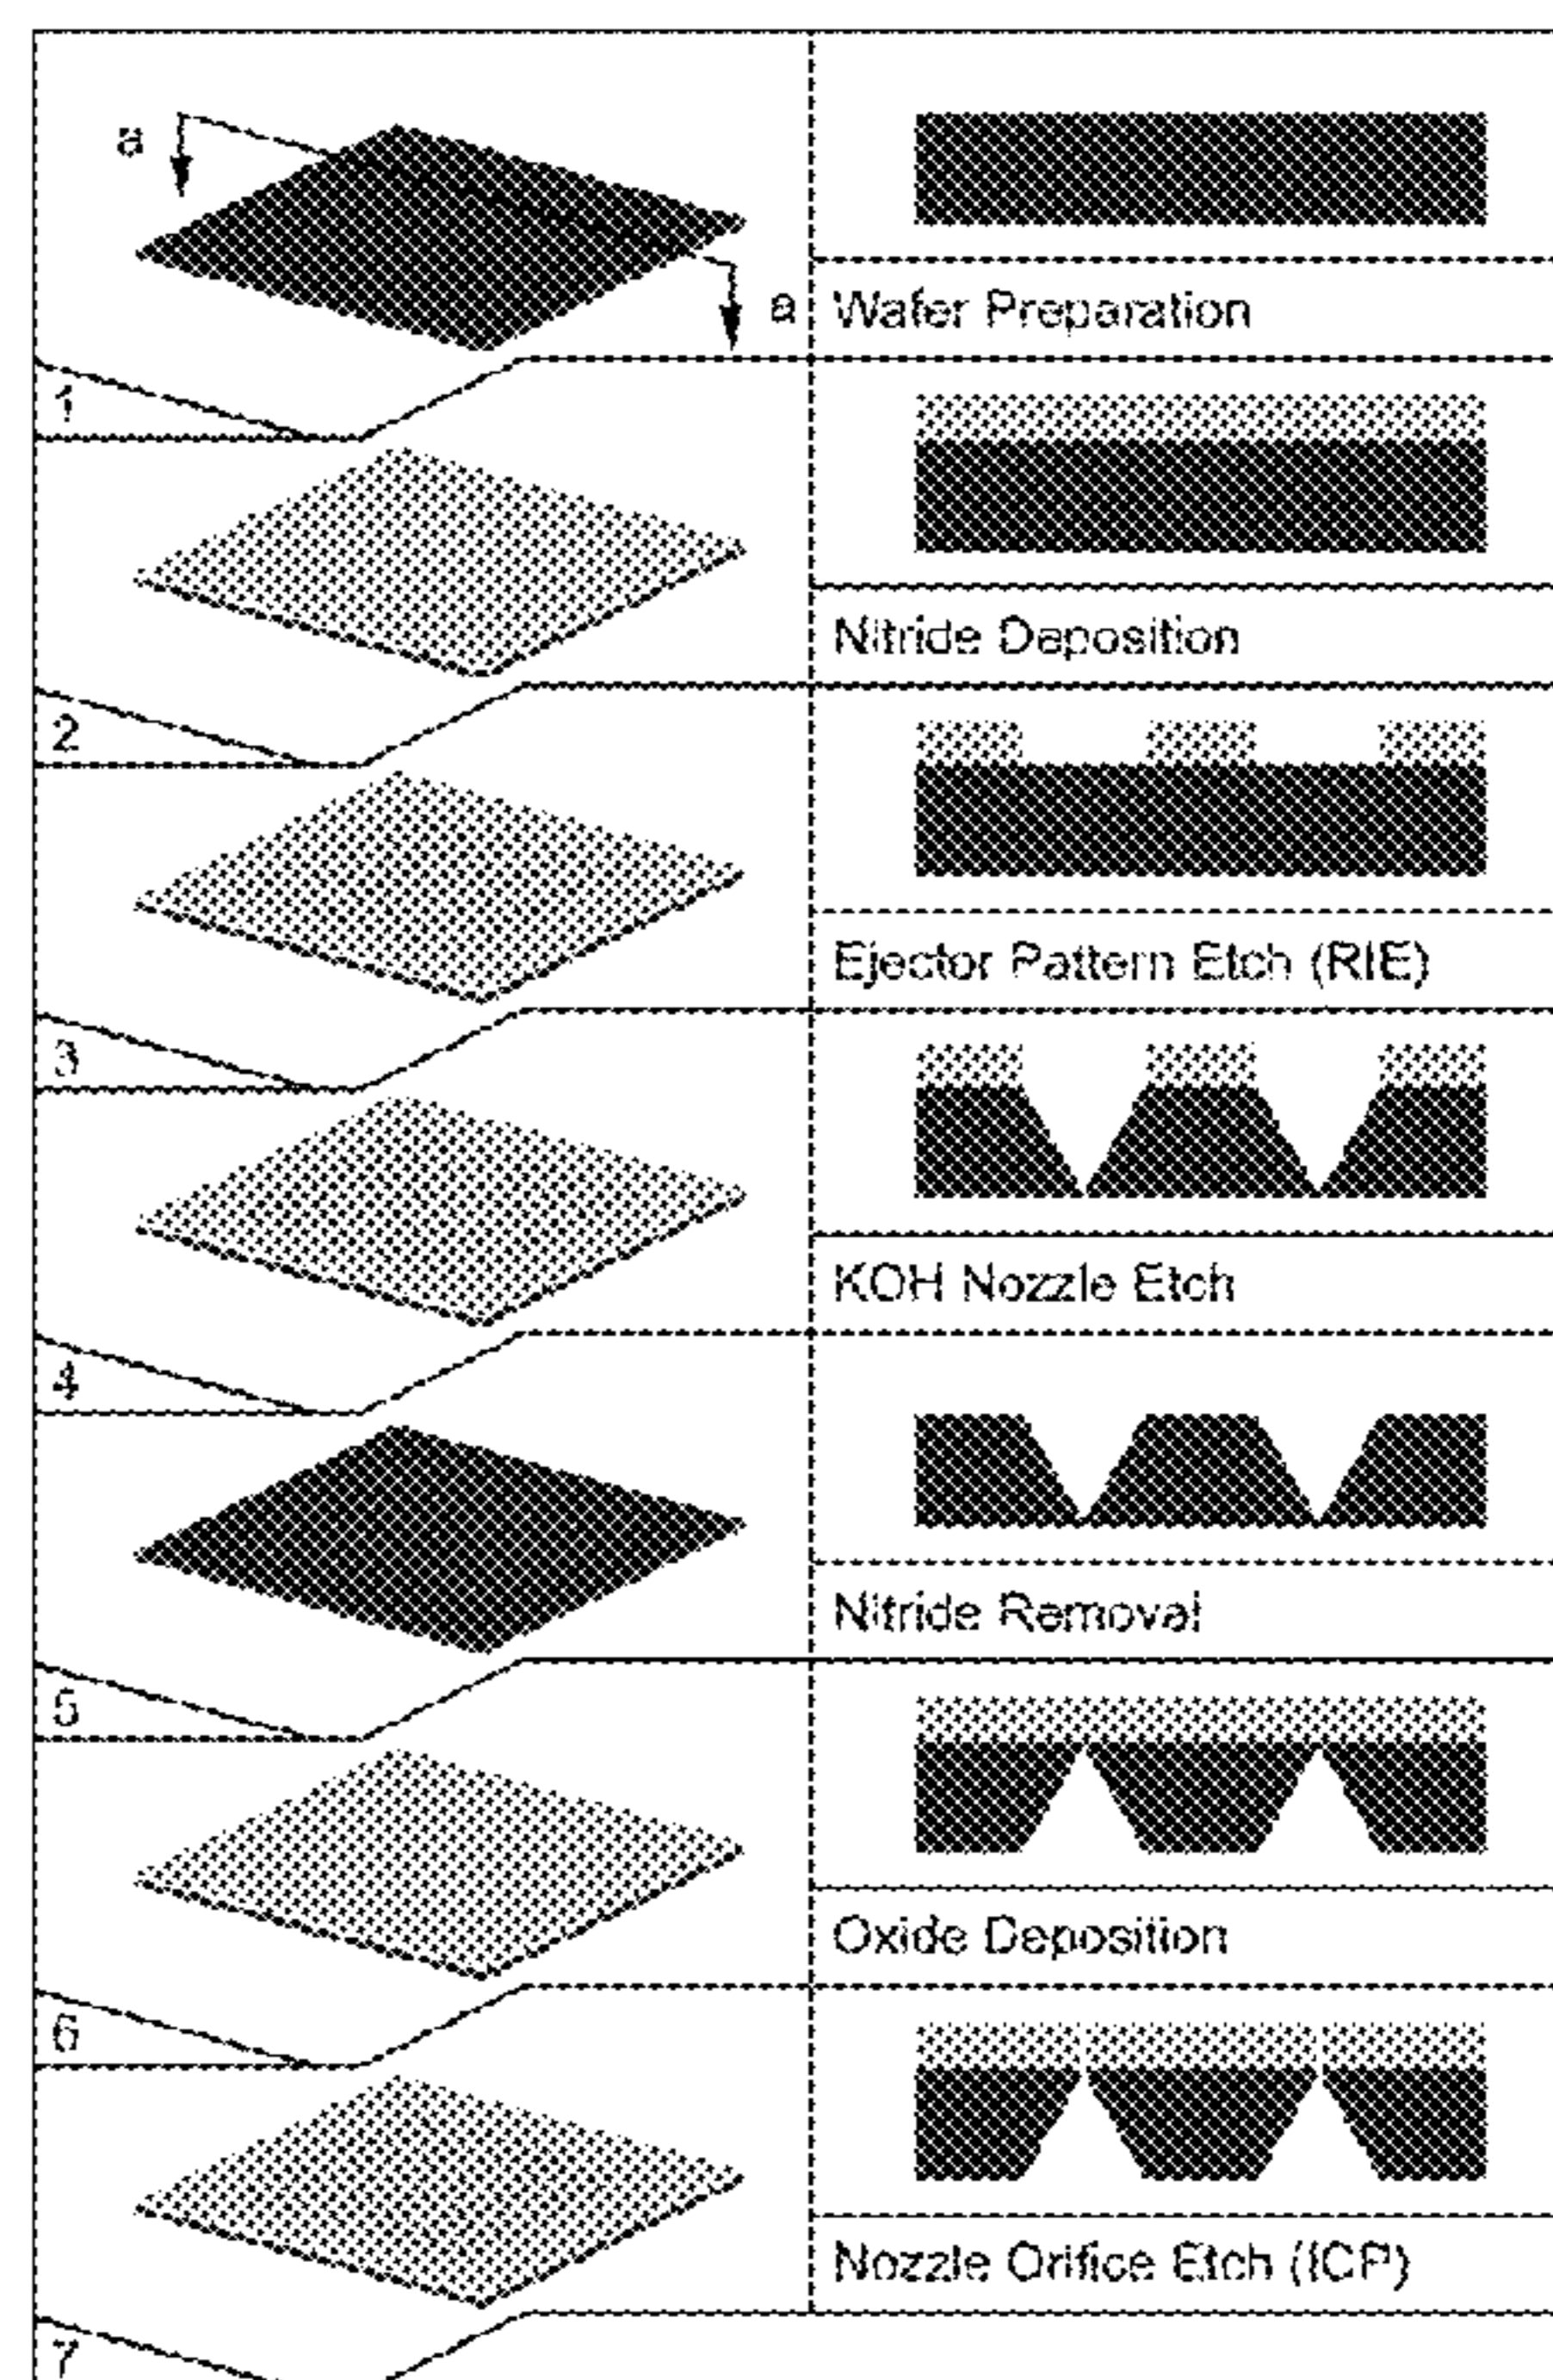 a
a
Wafer Preparation
1
Nitride Deposition
2
Ejector Pattern Etch (RIE)
3
KOH Nozzle Etch
4
Nitride Removal
5
Oxide Deposition
6
Nozzle Orifice Etch (ICP)
7